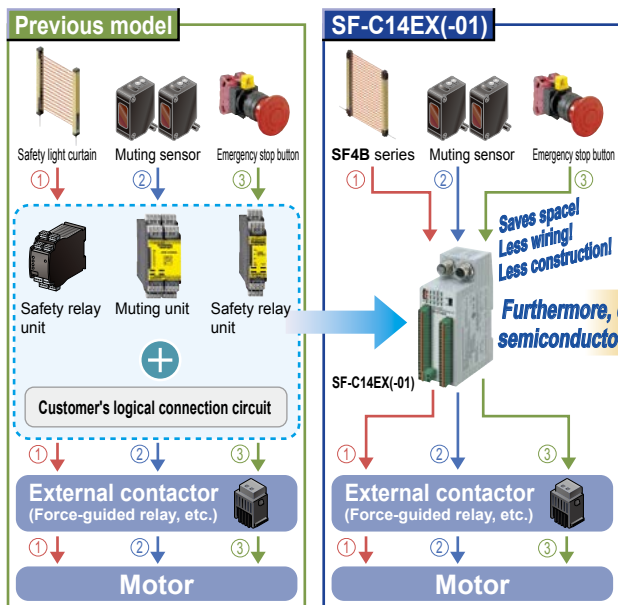 Previous model
Safety light curtain
Muting sensor
Emergency stop button
① ② ③
Safety relay
unit
Muting unit
Safety relay
unit
+
Customer's logical connection circuit
① ② ③
External contactor
(Force-guided relay, etc.)
① ② ③
Motor
SF-C14EX(-01)
SF4B series
Muting sensor
Emergency stop button
① ② ③
Saves space!
Less wiring!
Less construction!
Furthermore,
semiconducto
SF-C14EX(-01)
① ② ③
External contactor
(Force-guided relay, etc.)
① ② ③
Motor